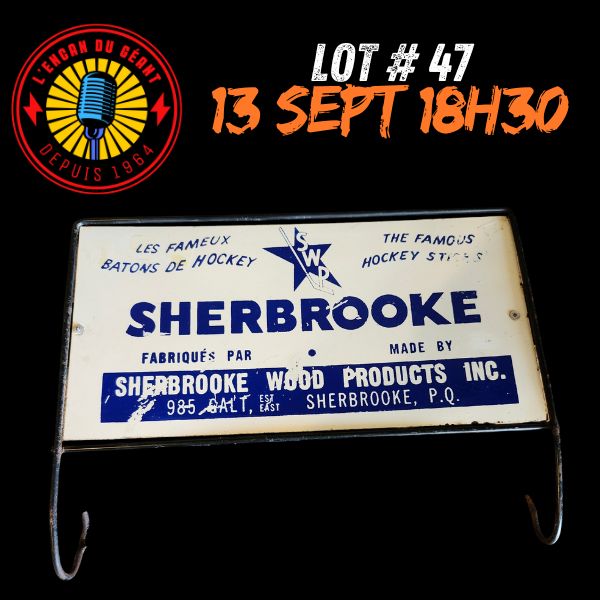 L'ENCAN DU GÉANT
DEPUIS 1964
LOT # 47
13 SEPT 18H30
LES FAMEUX
BATONS DE HOCKEY
SWP
THE FAMOUS
HOCKEY STICKS
SHERBROOKE
FABRIQUÉS PAR • MADE BY
SHERBROOKE WOOD PRODUCTS INC.
985 GALT, EST EAST SHERBROOKE, P.Q.